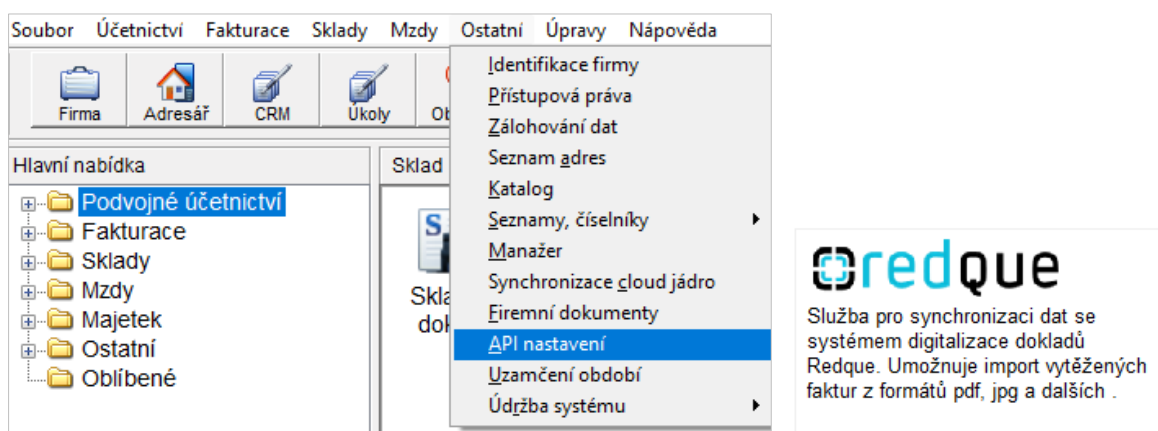 Soubor Účetnictví Fakturace Sklady Mzdy Ostatní Úpravy Nápověda
Firma Adresář CRM Úkoly
Identifikace firmy
Přístupová práva
Zálohování dat
Seznam adres
Katalog
Seznamy, číselníky
Manažer
Synchronizace cloud jádro
Firemní dokumenty
API nastavení
Uzamčení období
Údržba systému
Hlavní nabídka
Podvojné účetnictví
Fakturace
Sklady
Mzdy
Majetek
Ostatní
Oblíbené
Sklad
redque
Služba pro synchronizaci dat se
systémem digitalizace dokladů
Redque. Umožnuje import vytěžených
faktur z formátů pdf, jpg a dalších .